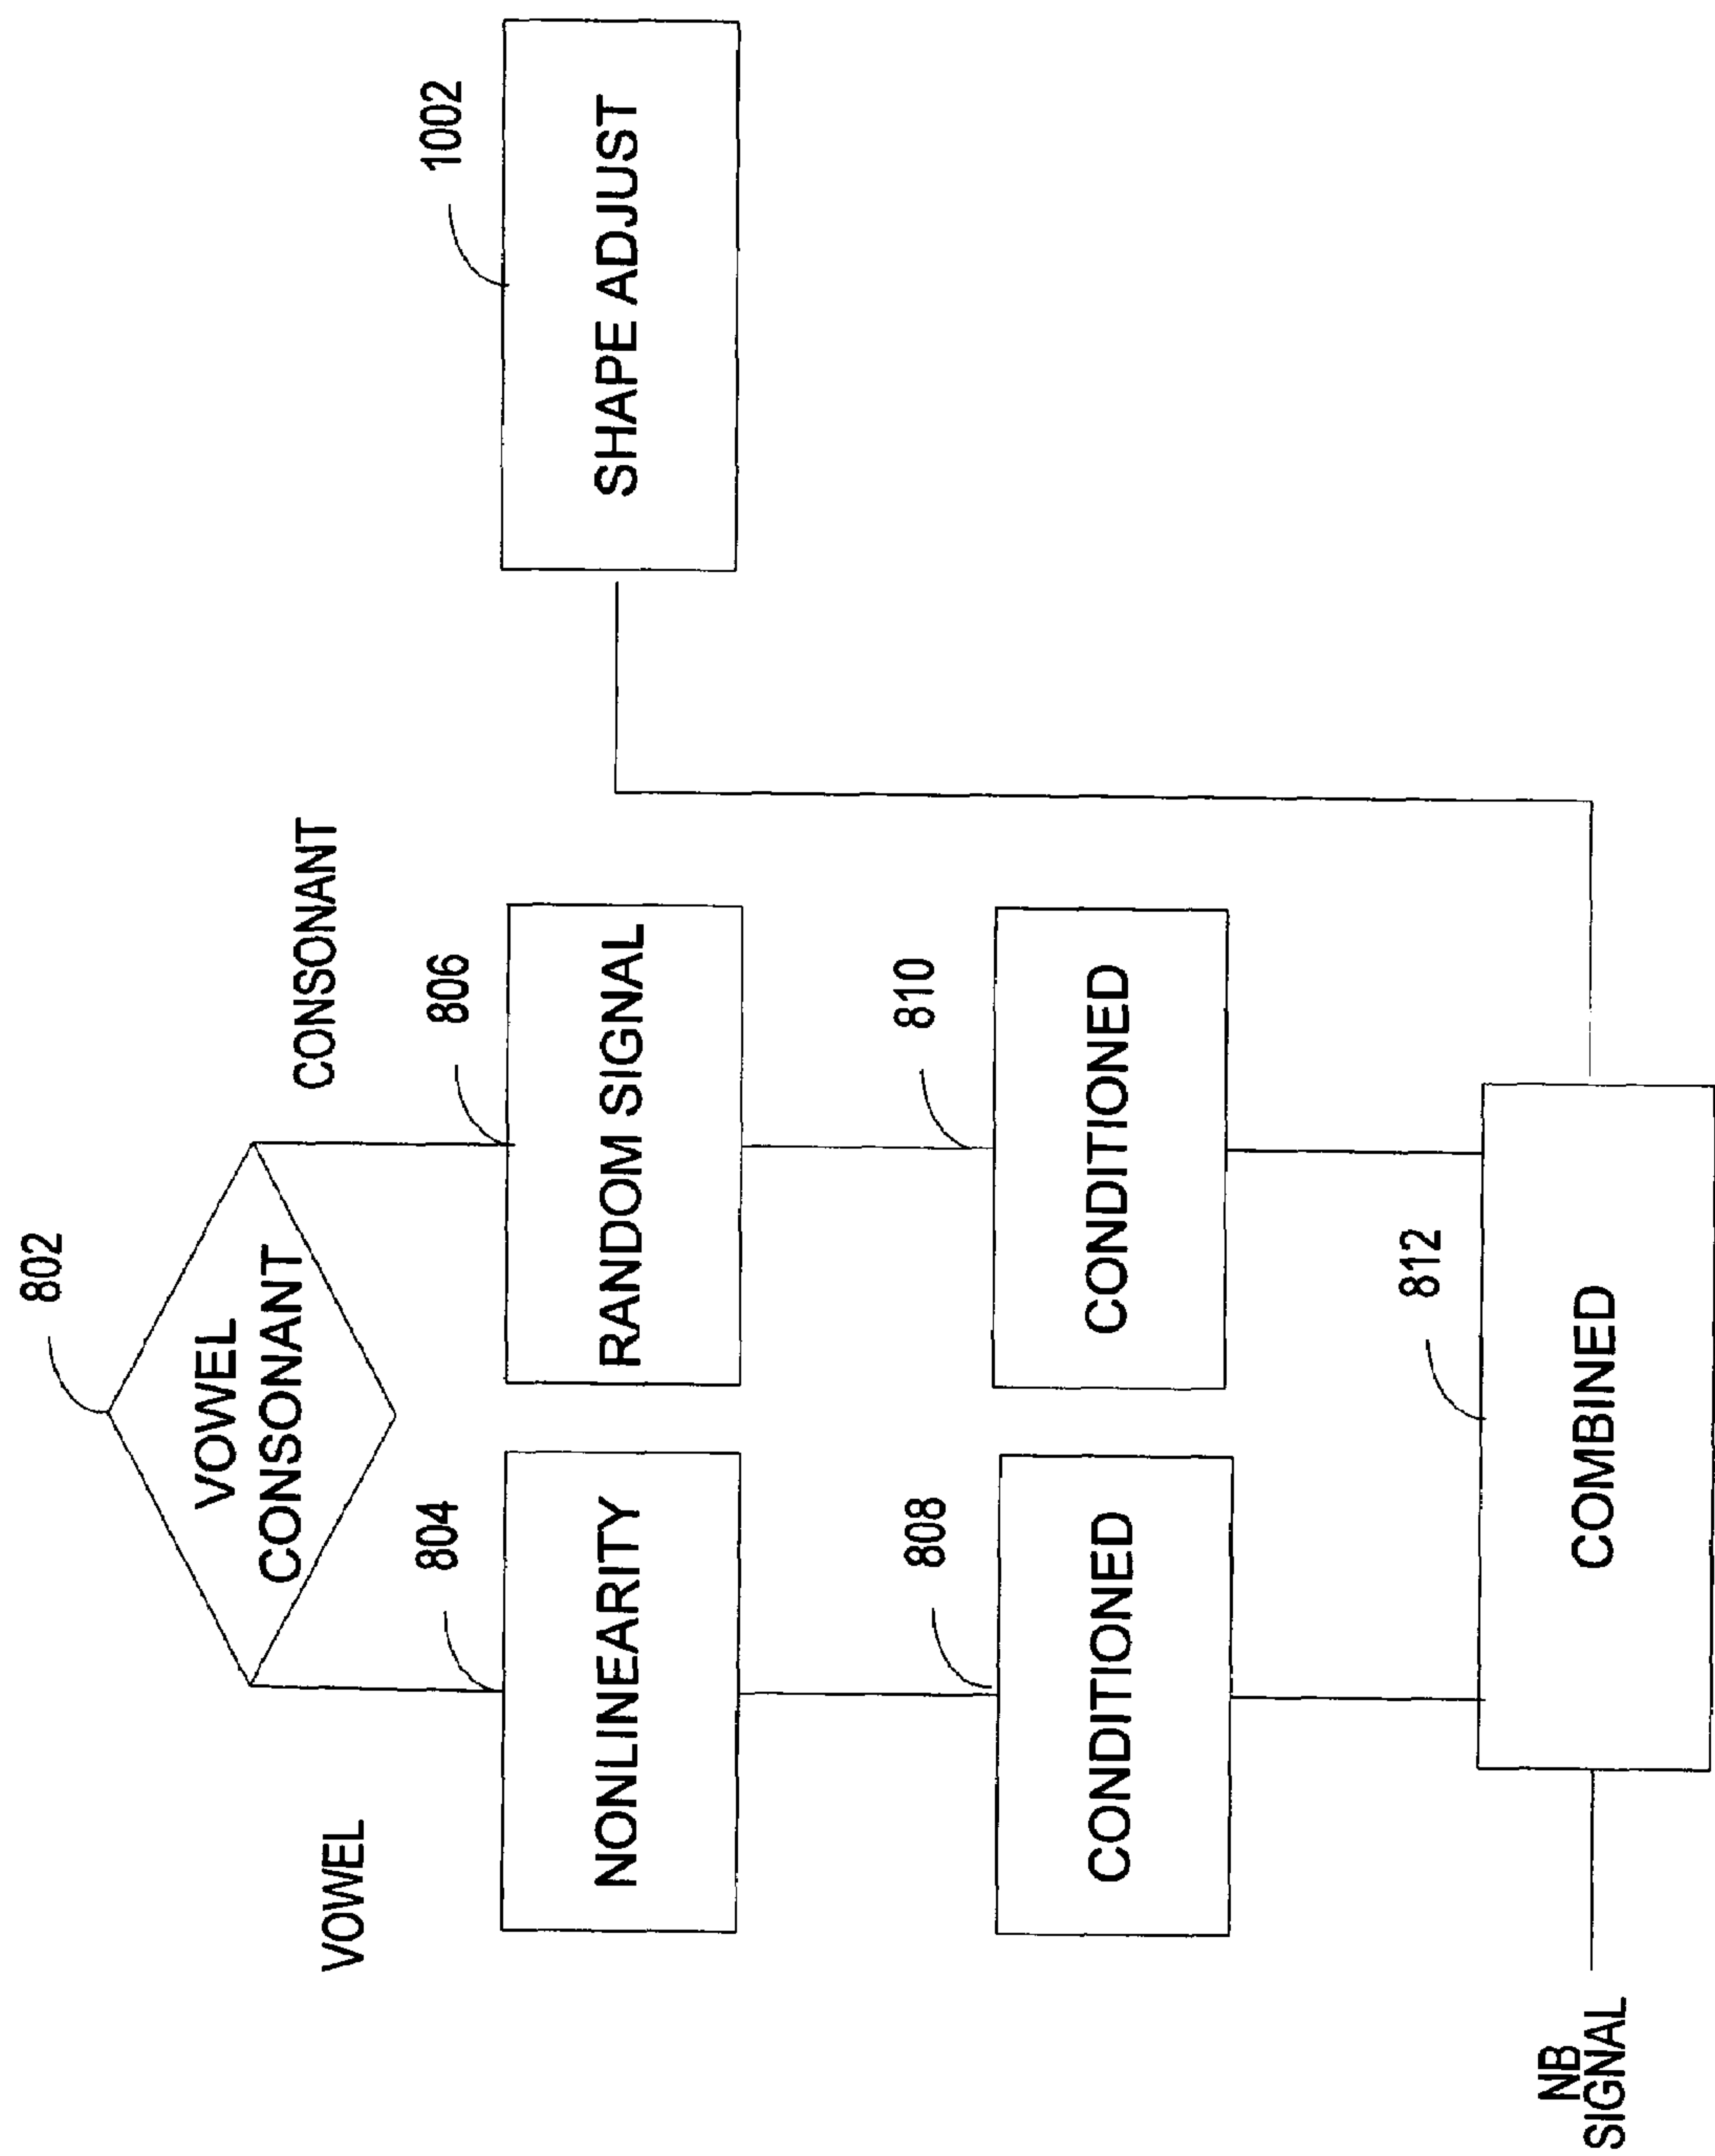 802
VOWEL
CONSONANT
VOWEL
CONSONANT
804
NONLINEARITY
806
RANDOM SIGNAL
1002
SHAPE ADJUST
808
CONDITIONED
810
CONDITIONED
812
COMBINED
NB
SIGNAL